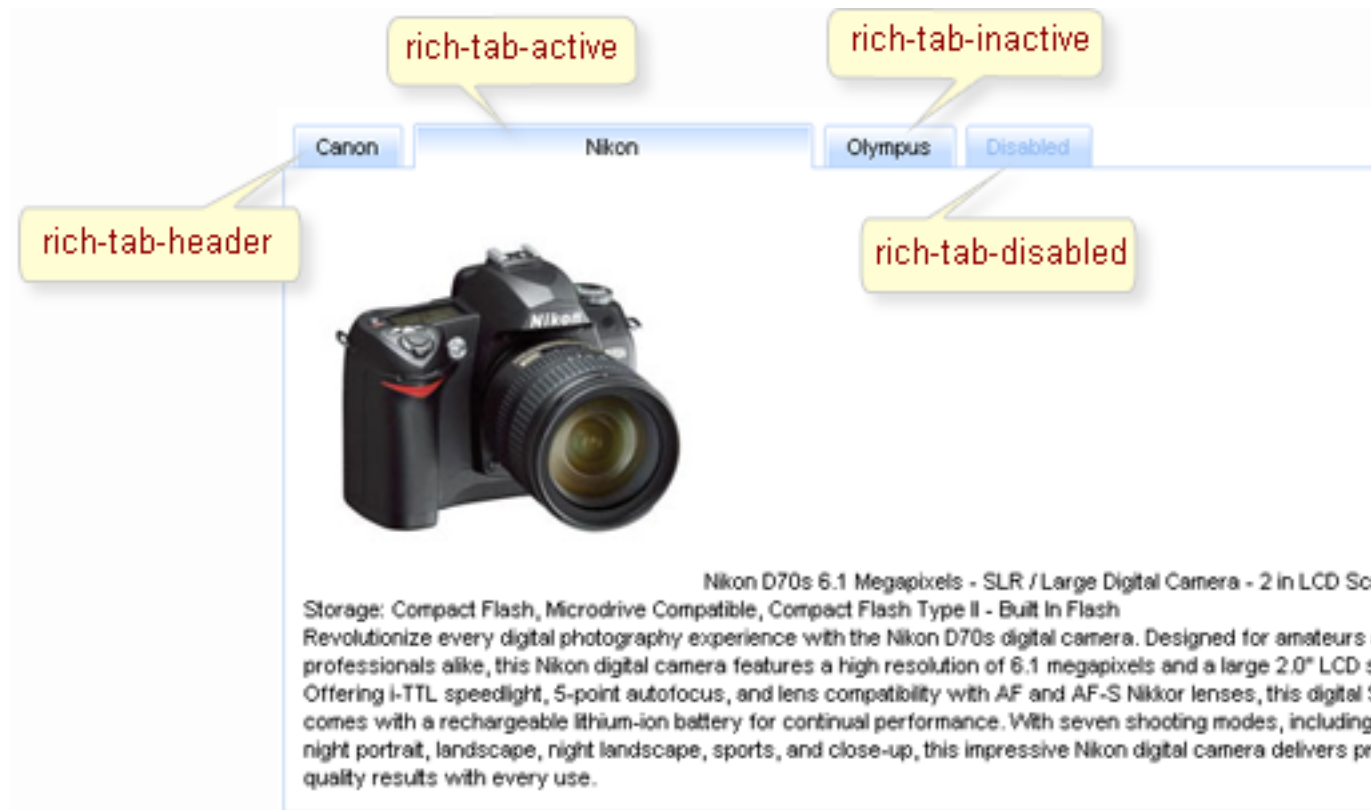 rich-tab-active
rich-tab-inactive
Canon
Nikon
Olympus
Disabled
rich-tab-header
rich-tab-disabled
Nikon
Nikon D70s 6.1 Megapixels - SLR / Large Digital Camera - 2 in LCD Sc
Storage: Compact Flash, Microdrive Compatible, Compact Flash Type II - Built In Flash
Revolutionize every digital photography experience with the Nikon D70s digital camera. Designed for amateurs
professionals alike, this Nikon digital camera features a high resolution of 6.1 megapixels and a large 2.0" LCD s
Offering i-TTL speedlight, 5-point autofocus, and lens compatibility with AF and AF-S Nikkor lenses, this digital
comes with a rechargeable lithium-ion battery for continual performance. With seven shooting modes, including
night portrait, landscape, night landscape, sports, and close-up, this impressive Nikon digital camera delivers pr
quality results with every use.